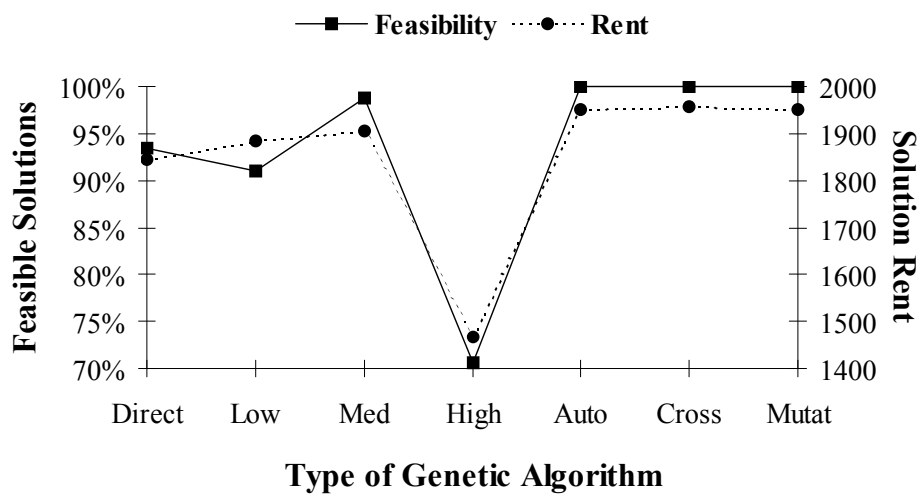 Feasibility Rent
Feasible Solutions
100%
95%
90%
85%
80%
75%
70%
2000
1900
1800
1700
1600
1500
1400
Solution
Rent
Direct Low Med High Auto Cross Mutat
Type of Genetic Algorithm